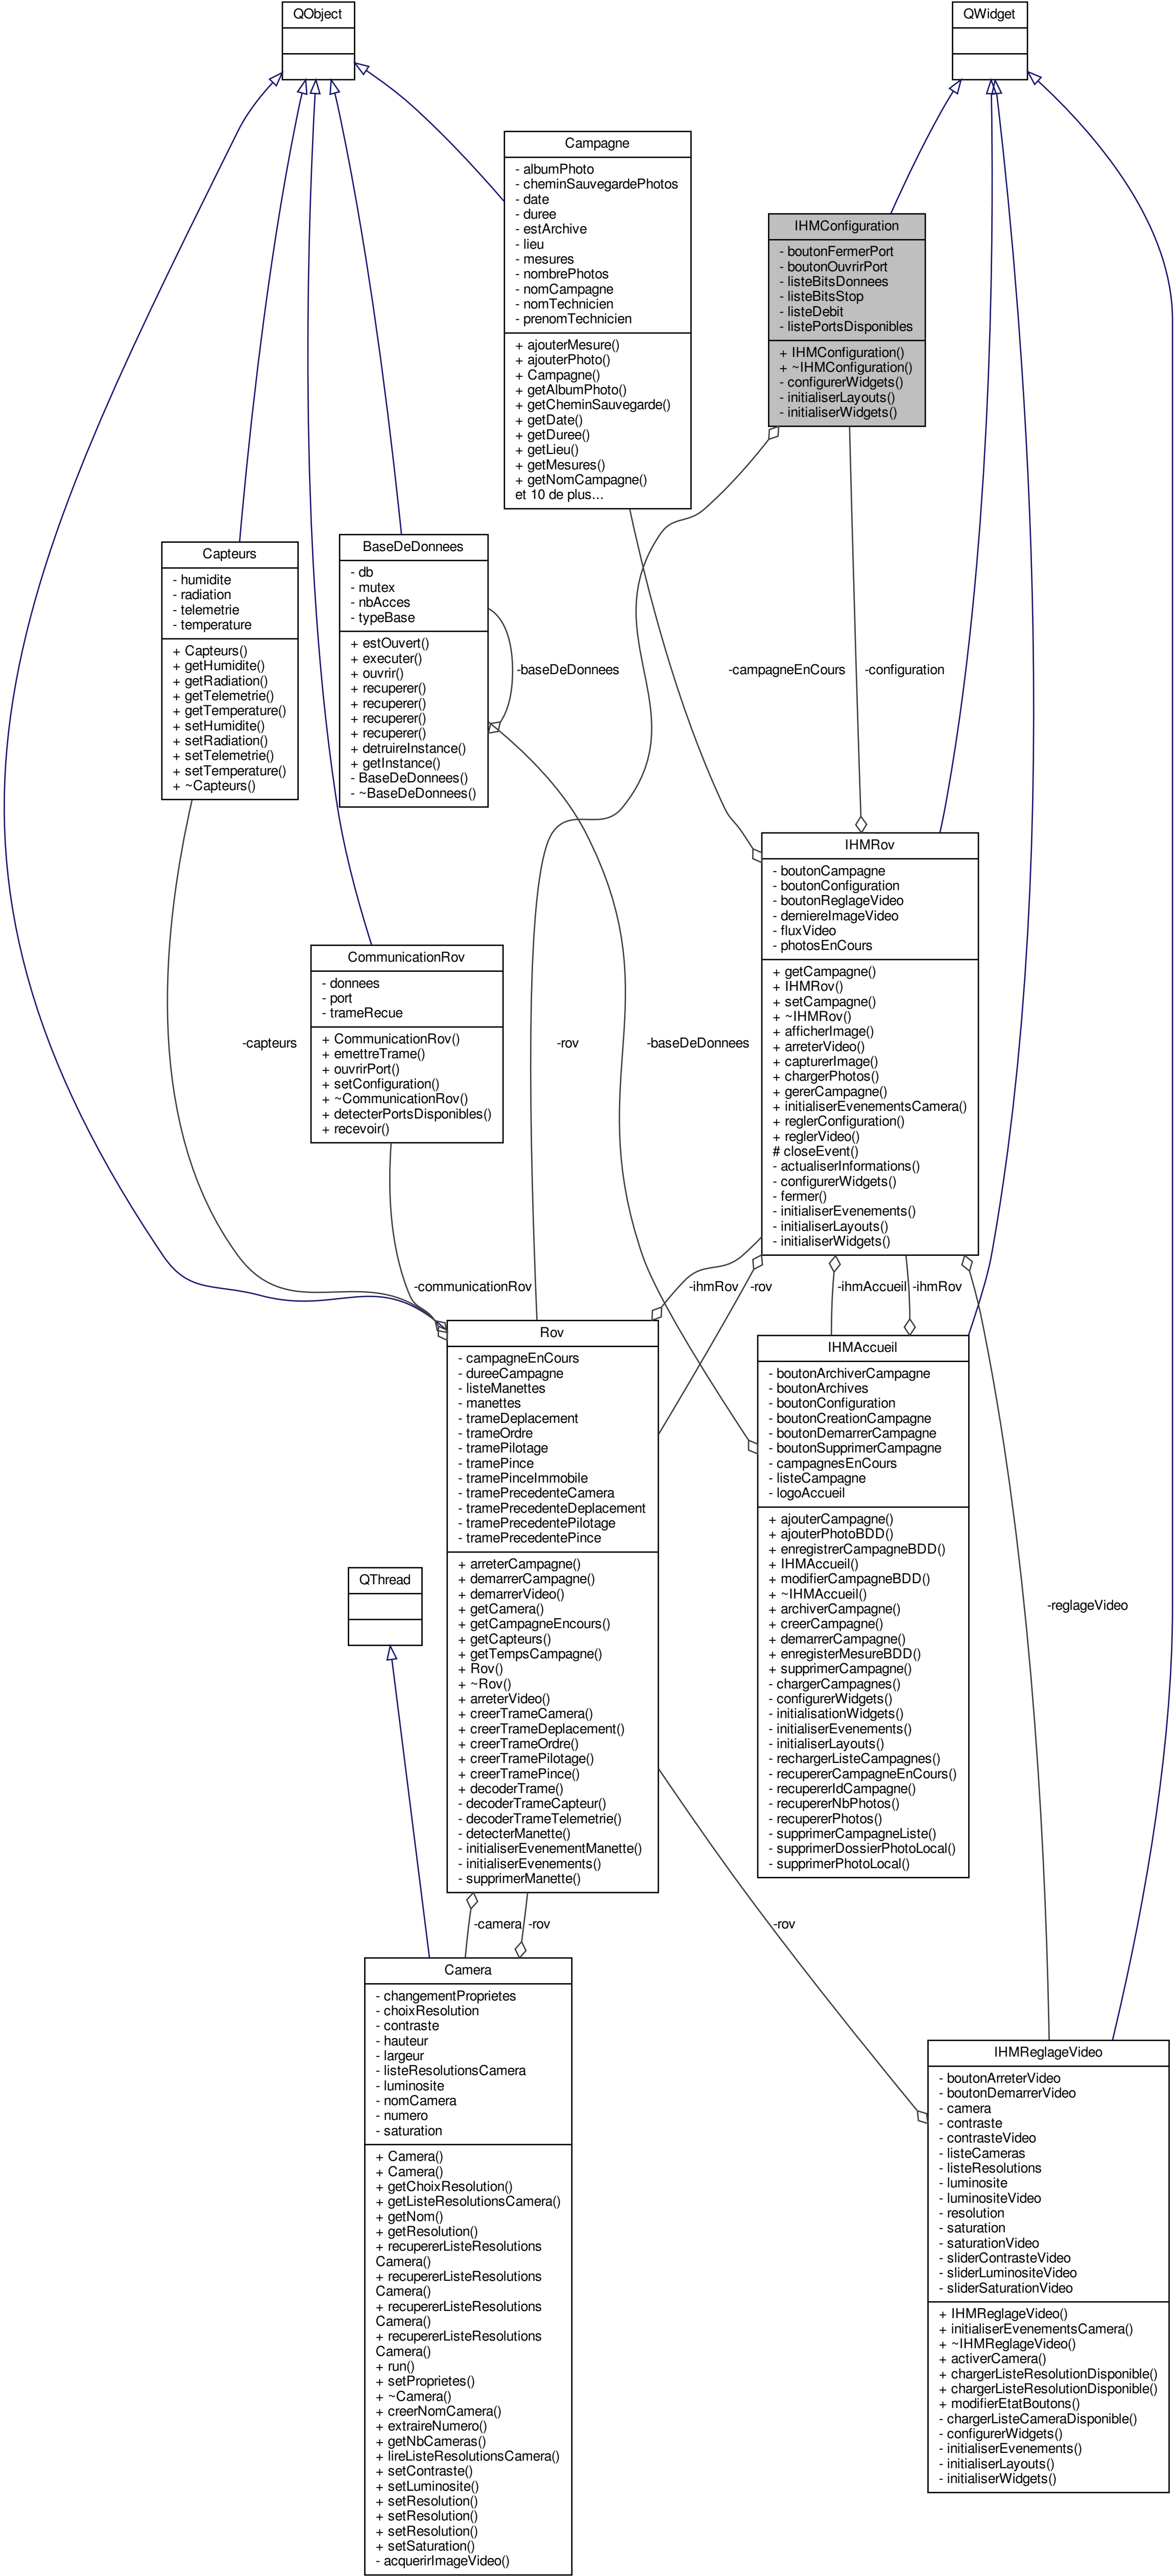 QObject
QWidget
Campagne
- albumPhoto
- cheminSauvegardePhotos
- date
- duree
- estArchive
- lieu
- mesures
- nombrePhotos
- nomCampagne
- nomTechnicien
- prenomTechnicien
+ ajouterMesure()
+ ajouterPhoto()
+ Campagne()
+ getAlbumPhoto()
+ getCheminSauvegarde()
+ getDate()
+ getDuree()
+ getLieu()
+ getMesures()
+ getNomCampagne()
et 10 de plus...
IHMConfiguration
- boutonFermerPort
- boutonOuvrirPort
- listeBitsDonnees
- listeBitsStop
- listeDebit
- listePortsDisponibles
+ IHMConfiguration()
+ ~IHMConfiguration()
- configurerWidgets()
- initialiserLayouts()
- initialiserWidgets()
Capteurs
- humidite
- radiation
- telemetrie
- temperature
+ Capteurs()
+ getHumidite()
+ getRadiation()
+ getTelemetrie()
+ getTemperature()
+ setHumidite()
+ setRadiation()
+ setTelemetrie()
+ setTemperature()
+ ~Capteurs()
BaseDeDonnees
- db
- mutex
- nbAcces
- typeBase
+ estOuvert()
+ executer()
+ ouvrir()
+ recuperer()
+ recuperer()
+ recuperer()
+ recuperer()
+ detruireInstance()
+ getInstance()
- BaseDeDonnees()
- ~BaseDeDonnees()
-baseDeDonnees
-campagneEnCours
-configuration
IHMRov
- boutonCampagne
- boutonConfiguration
- boutonReglageVideo
- derniereImageVideo
- fluxVideo
- photosEnCours
+ getCampagne()
+ IHMRov()
+ setCampagne()
+ ~IHMRov()
+ afficherImage()
+ arreterVideo()
+ capturerImage()
+ chargerPhotos()
+ gererCampagne()
+ initialiserEvenementsCamera()
+ reglerConfiguration()
+ reglerVideo()
# closeEvent()
- actualiserInformations()
- configurerWidgets()
- fermer()
- initialiserEvenements()
- initialiserLayouts()
- initialiserWidgets()
CommunicationRov
- donnees
- port
- trameRecue
+ CommunicationRov()
+ emettreTrame()
+ ouvrirPort()
+ setConfiguration()
+ ~CommunicationRov()
+ detecterPortsDisponibles()
+ recevoir()
-capteurs
-rov
-baseDeDonnees
-communicationRov
-ihmRov
-rov
-ihmAccueil
-ihmRov
Rov
- campagneEnCours
- dureeCampagne
- listeManettes
- manettes
- trameDeplacement
- trameOrdre
- tramePilotage
- tramePince
- tramePinceImmobile
- tramePrecedenteCamera
- tramePrecedenteDeplacement
- tramePrecedentePilotage
- tramePrecedentePince
+ arreterCampagne()
+ demarrerCampagne()
+ demarrerVideo()
+ getCamera()
+ getCampagneEncours()
+ getCapteurs()
+ getTempsCampagne()
+ Rov()
+ ~Rov()
+ arreterVideo()
+ creerTrameCamera()
+ creerTrameDeplacement()
+ creerTrameOrdre()
+ creerTramePilotage()
+ creerTramePince()
+ decoderTrame()
- decoderTrameCapteur()
- decoderTrameTelemetrie()
- detecterManette()
- initialiserEvenementManette()
- initialiserEvenements()
- supprimerManette()
IHMAccueil
- boutonArchiverCampagne
- boutonArchives
- boutonConfiguration
- boutonCreationCampagne
- boutonDemarrerCampagne
- boutonSupprimerCampagne
- campagnesEnCours
- listeCampagne
- logoAccueil
+ ajouterCampagne()
+ ajouterPhotoBDD()
+ enregistrerCampagneBDD()
+ IHMAccueil()
+ modifierCampagneBDD()
+ ~IHMAccueil()
+ archiverCampagne()
+ creerCampagne()
+ demarrerCampagne()
+ enregisterMesureBDD()
+ supprimerCampagne()
- chargerCampagnes()
- configurerWidgets()
- initialisationWidgets()
- initialiserEvenements()
- initialiserLayouts()
- rechargerListeCampagnes()
- recupererCampagneEnCours()
- recupererIdCampagne()
- recupererNbPhotos()
- recupererPhotos()
- supprimerCampagneListe()
- supprimerDossierPhotoLocal()
- supprimerPhotoLocal()
QThread
-reglageVideo
-camera
-rov
-rov
Camera
- changementProprietes
- choixResolution
- contraste
- hauteur
- largeur
- listeResolutionsCamera
- luminosite
- nomCamera
- numero
- saturation
+ Camera()
+ Camera()
+ getChoixResolution()
+ getListeResolutionsCamera()
+ getNom()
+ getResolution()
+ recupererListeResolutions
Camera()
+ recupererListeResolutions
Camera()
+ recupererListeResolutions
Camera()
+ recupererListeResolutions
Camera()
+ run()
+ setProprietes()
+ ~Camera()
+ creerNomCamera()
+ extraireNumero()
+ getNbCameras()
+ lireListeResolutionsCamera()
+ setContraste()
+ setLuminosite()
+ setResolution()
+ setResolution()
+ setResolution()
+ setSaturation()
- acquerirImageVideo()
IHMReglageVideo
- boutonArreterVideo
- boutonDemarrerVideo
- camera
- contraste
- contrasteVideo
- listeCameras
- listeResolutions
- luminosite
- luminositeVideo
- resolution
- saturation
- saturationVideo
- sliderContrasteVideo
- sliderLuminositeVideo
- sliderSaturationVideo
+ IHMReglageVideo()
+ initialiserEvenementsCamera()
+ ~IHMReglageVideo()
+ activerCamera()
+ chargerListeResolutionDisponible()
+ chargerListeResolutionDisponible()
+ modifierEtatBoutons()
- chargerListeCameraDisponible()
- configurerWidgets()
- initialiserEvenements()
- initialiserLayouts()
- initialiserWidgets()